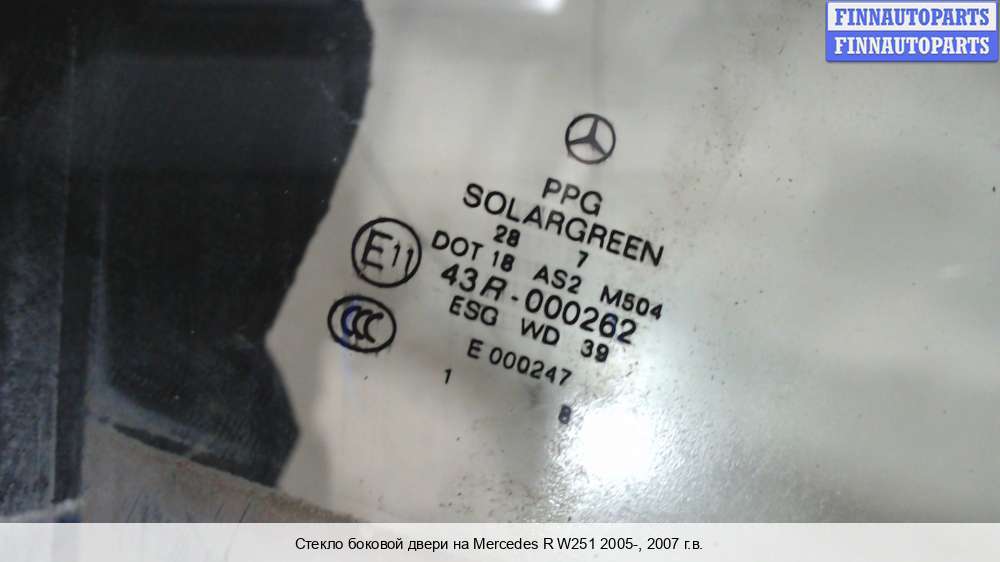 FINNAUTOPARTS
FINNAUTOPARTS
PPG
SOLARGREEN
28 7
E11
DOT 18 AS2 M504
43R-000262
CCC
ESG WD 39
E 000247
1 8
Стекло боковой двери на Mercedes R W251 2005-, 2007 г.в.